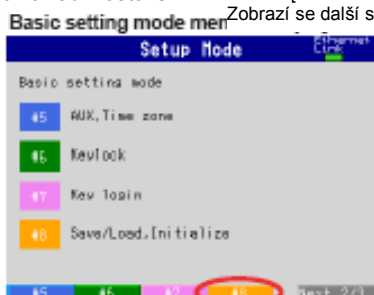 Basic setting mode men
Zobrazí se další s
Setup Mode
Ethernet
Link
Basic setting mode
#5 AUX,Time zone
#6 Keylock
#7 Key login
#8 Save/Load,Initialize
#5 #6 #7 #8 Next 2/3